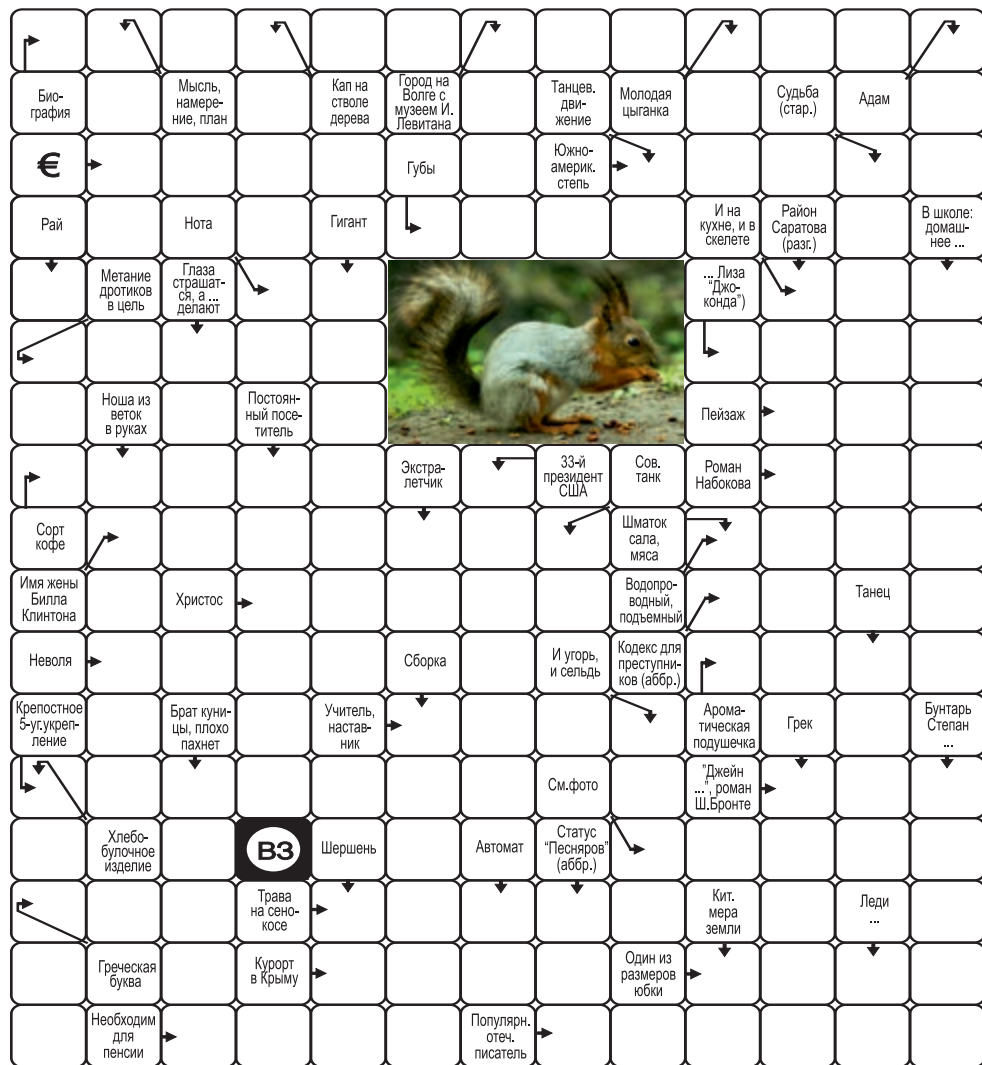 Био-
графия
Мысль,
намере-
ние, план
Кап на
стволе
дерева
Город на
Волге с
музеем И.
Левитана
Танцев.
дви-
жение
Молодая
цыганка
Судьба
(стар.)
Адам
€
Губы
Южно-
америк.
степь
Рай
Нота
Гигант
И на
кухне, и в
скелете
Район
Саратова
(разг.)
В школе:
домаш-
нее ...
Метание
дротиков
в цель
Глаза
страшат-
ся, а ...
делают
... Лиза
"Джо-
конда")
Ноша из
веток
в руках
Постоян-
ный посе-
титель
Пейзаж
Экстра-
летчик
33-й
президент
США
Сов.
танк
Роман
Набокова
Сорт
кофе
Шматок
сала,
мяса
Имя жены
Билла
Клинтона
Христос
Водопро-
водный,
подъемный
Танец
Неволя
Сборка
И угорь,
и сельдь
Кодекс для
преступни-
ков (аббр.)
Крепостное
5-уг.укреп-
ление
Брат куни-
цы, плохо
пахнет
Учитель,
настав-
ник
Арома-
тическая
подушечка
Грек
Бунтарь
Степан
...
См.фото
"Джейн
...", роман
Ш.Бронте
Хлебо-
булочное
изделие
ВЗ
Шершень
Автомат
Статус
"Песняров"
(аббр.)
Трава
на сено-
косе
Кит.
мера
земли
Леди
...
Греческая
буква
Курорт
в Крыму
Один из
размеров
юбки
Необходим
для
пенсии
Популярн.
отеч.
писатель